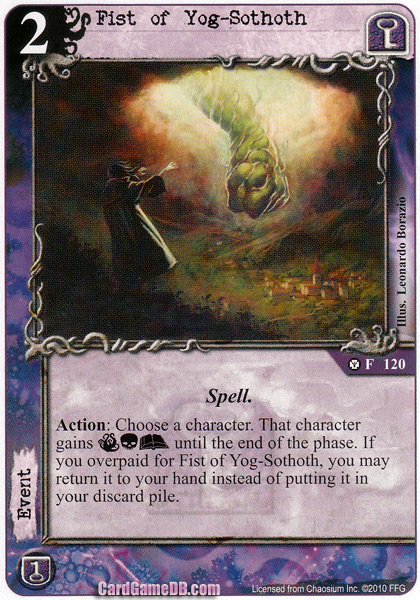 2
Fist of Yog-Sothoth
Illus. Leonardo Borazio
F 120
Spell.
Action: Choose a character. That character
gains until the end of the phase. If
you overpaid for Fist of Yog-Sothoth, you may
return it to your hand instead of putting it in
your discard pile.
Event
1
CardGameDB.com
Licensed from Chaosium Inc. ©2010 FFG